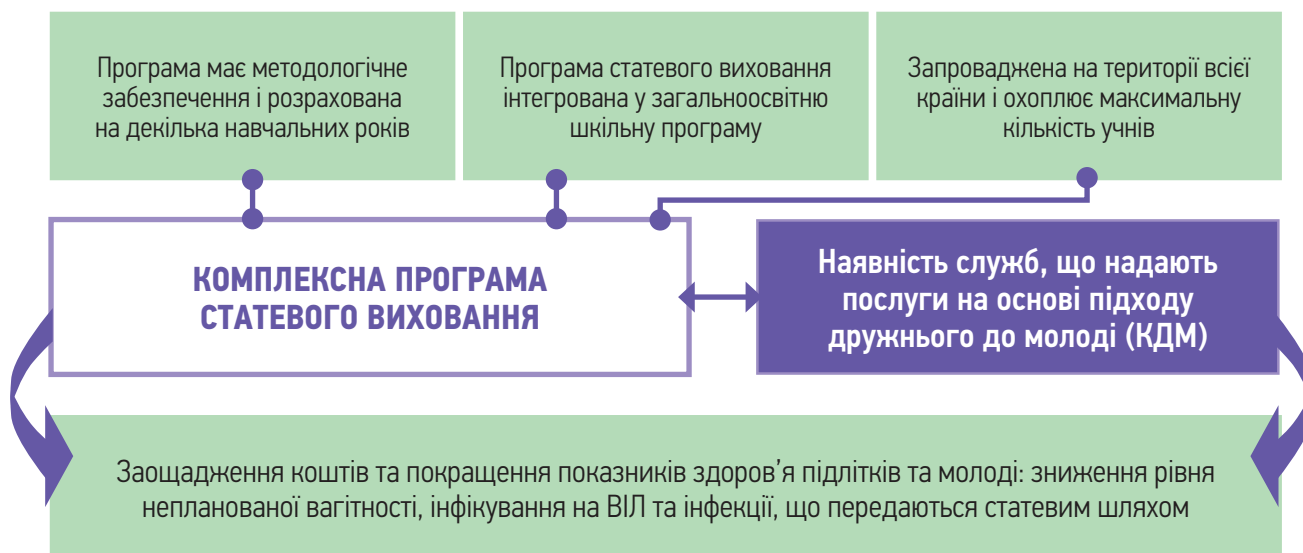 Програма має методологічне
забезпечення і розрахована
на декілька навчальних років
Програма статевого виховання
інтегрована у загальноосвітню
шкільну програму
Запроваджена на території всієї
країни і охоплює максимальну
кількість учнів
КОМПЛЕКСНА ПРОГРАМА
СТАТЕВОГО ВИХОВАННЯ
Наявність служб, що надають
послуги на основі підходу
дружнього до молоді (КДМ)
Заощадження коштів та покращення показників здоров’я підлітків та молоді: зниження рівня
непланованої вагітності, інфікування на ВІЛ та інфекції, що передаються статевим шляхом